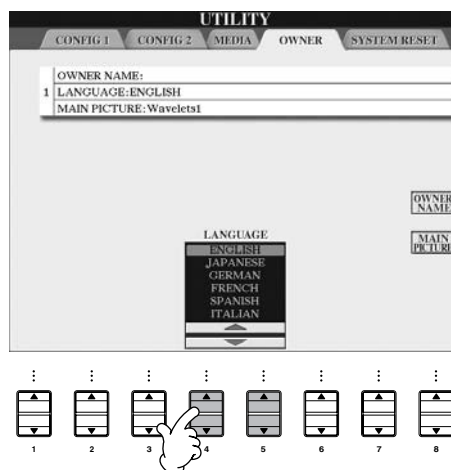 UTILITY
CONFIG 1 CONFIG 2 MEDIA OWNER SYSTEM RESET
OWNER NAME:
1 LANGUAGE:ENGLISH
MAIN PICTURE:Wavelets1
OWNER
NAME
MAIN
PICTURE
LANGUAGE
ENGLISH
JAPANESE
GERMAN
FRENCH
SPANISH
ITALIAN
1 2 3 4 5 6 7 8